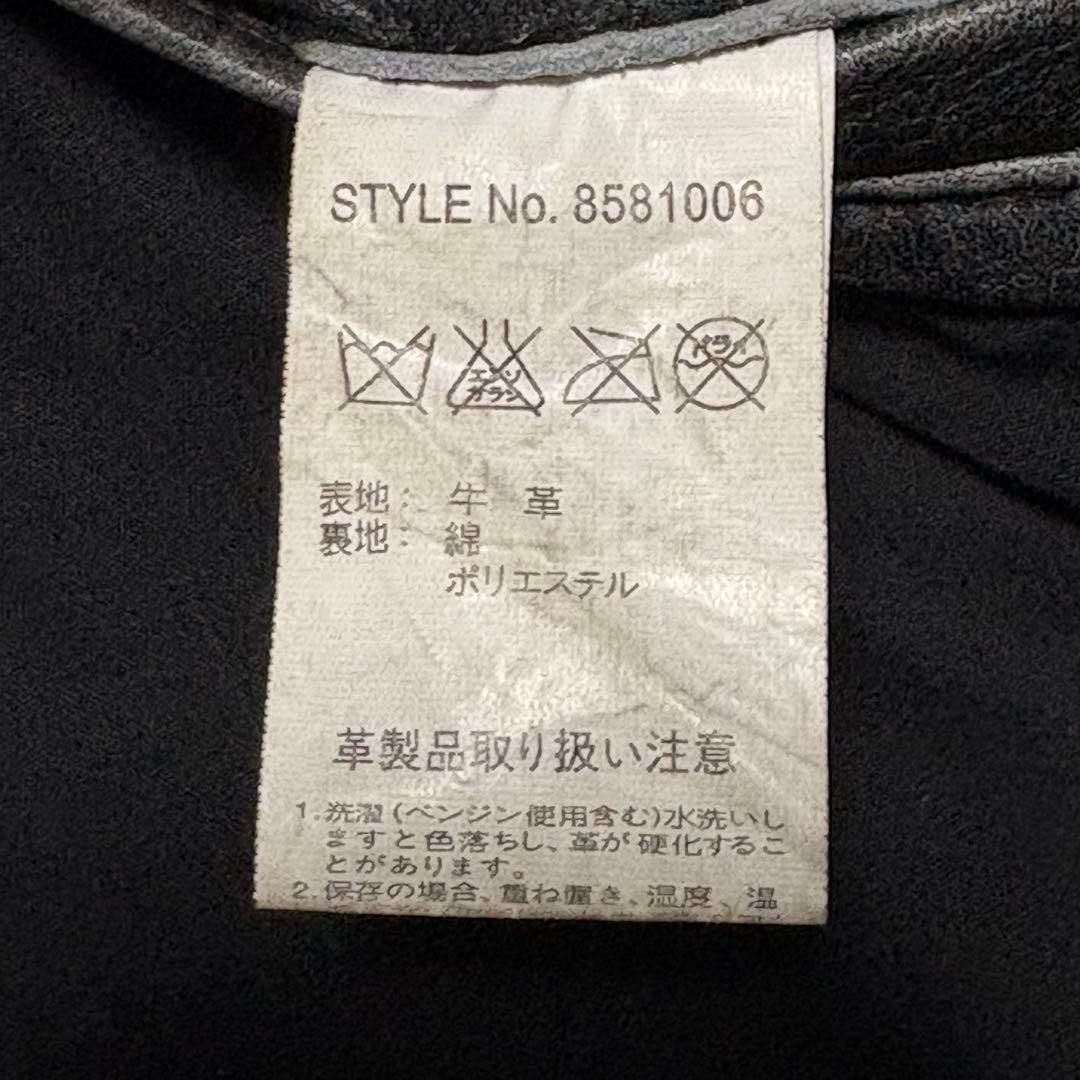 STYLE No. 8581006
エンソ
オラン
パラハ
表地： 牛 革
裏地： 綿
ポリエステル
革製品取り扱い注意
1.洗濯(ベンジン使用含む)水洗いし
ますと色落ちし、革が硬化するこ
とがあります。
2.保存の場合、重ね置き、湿度、温